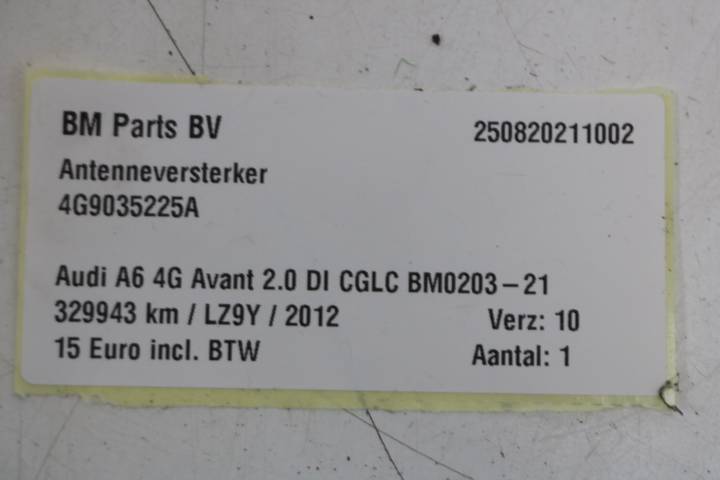 BM Parts BV 250820211002
Antenneversterker
4G9035225A
Audi A6 4G Avant 2.0 DI CGLC BM0203-21
329943 km / LZ9Y / 2012 Verz: 10
15 Euro incl. BTW Aantal: 1